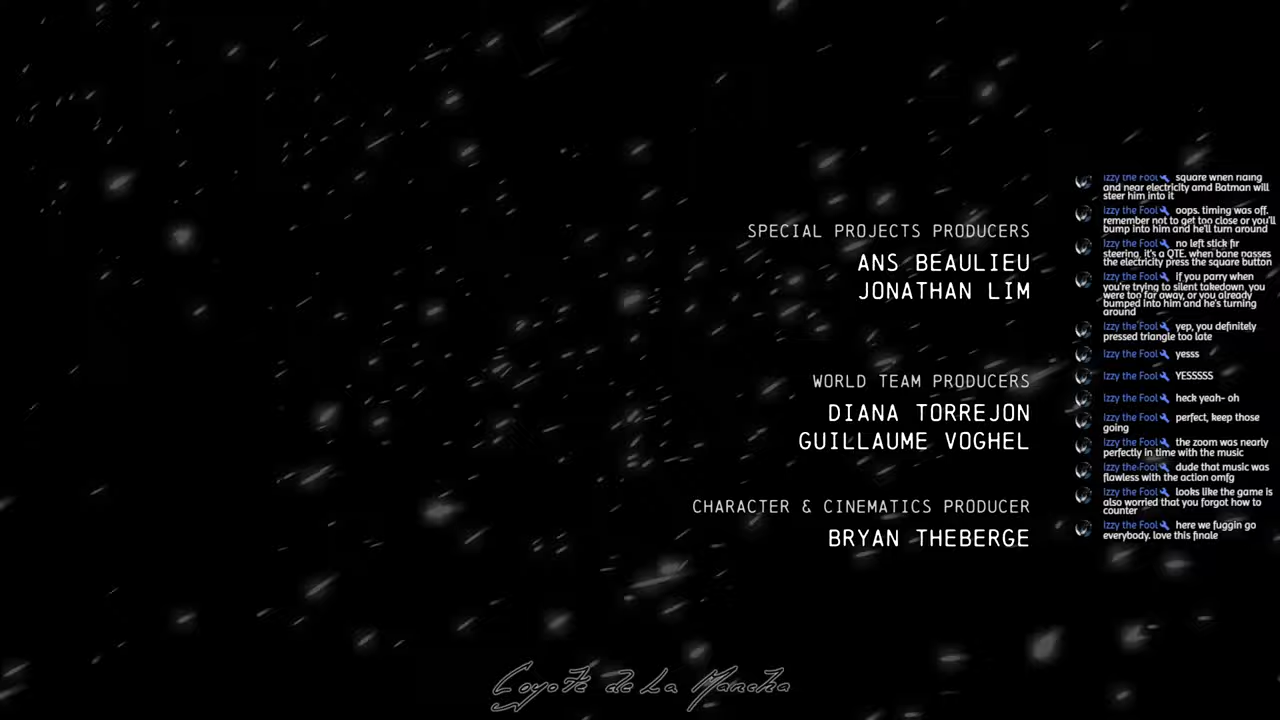 SPECIAL PROJECTS PRODUCERS
ANS BEAULIEU
JONATHAN LIM
WORLD TEAM PRODUCERS
DIANA TORREJON
GUILLAUME VOGHEL
CHARACTER & CINEMATICS PRODUCER
BRYAN THEBERGE
Izzy the Fool square when riding
and near electricity amd Batman will
steer him into it
Izzy the Fool oops. timing was off.
remember not to get too close or you'll
bump into him and he'll turn around
Izzy the Fool no left stick fir
steering, it's a QTE. when bane passes
the electricity press the square button
Izzy the Fool if you parry when
you're trying to silent takedown, you
were too far away, or you already
bumped into him and he's turning
around
Izzy the Fool yep, you definitely
pressed triangle too late
Izzy the Fool yesss
Izzy the Fool YESSSSS
Izzy the Fool heck yeah- oh
Izzy the Fool perfect, keep those
going
Izzy the Fool the zoom was nearly
perfectly in time with the music
Izzy the Fool dude that music was
flawless with the action omfg
Izzy the Fool looks like the game is
also worried that you forgot how to
counter
Izzy the Fool here we fuggin go
everybody. love this finale
Coyote de La Mancha